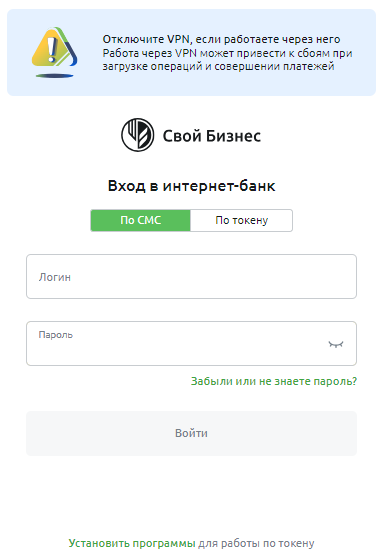 Отключите VPN, если работаете через него
Работа через VPN может привести к сбоям при
загрузке операций и совершении платежей
Свой Бизнес
Вход в интернет-банк
По СМС
По токену
Логин
Пароль
Забыли или не знаете пароль?
Войти
Установить программы для работы по токену